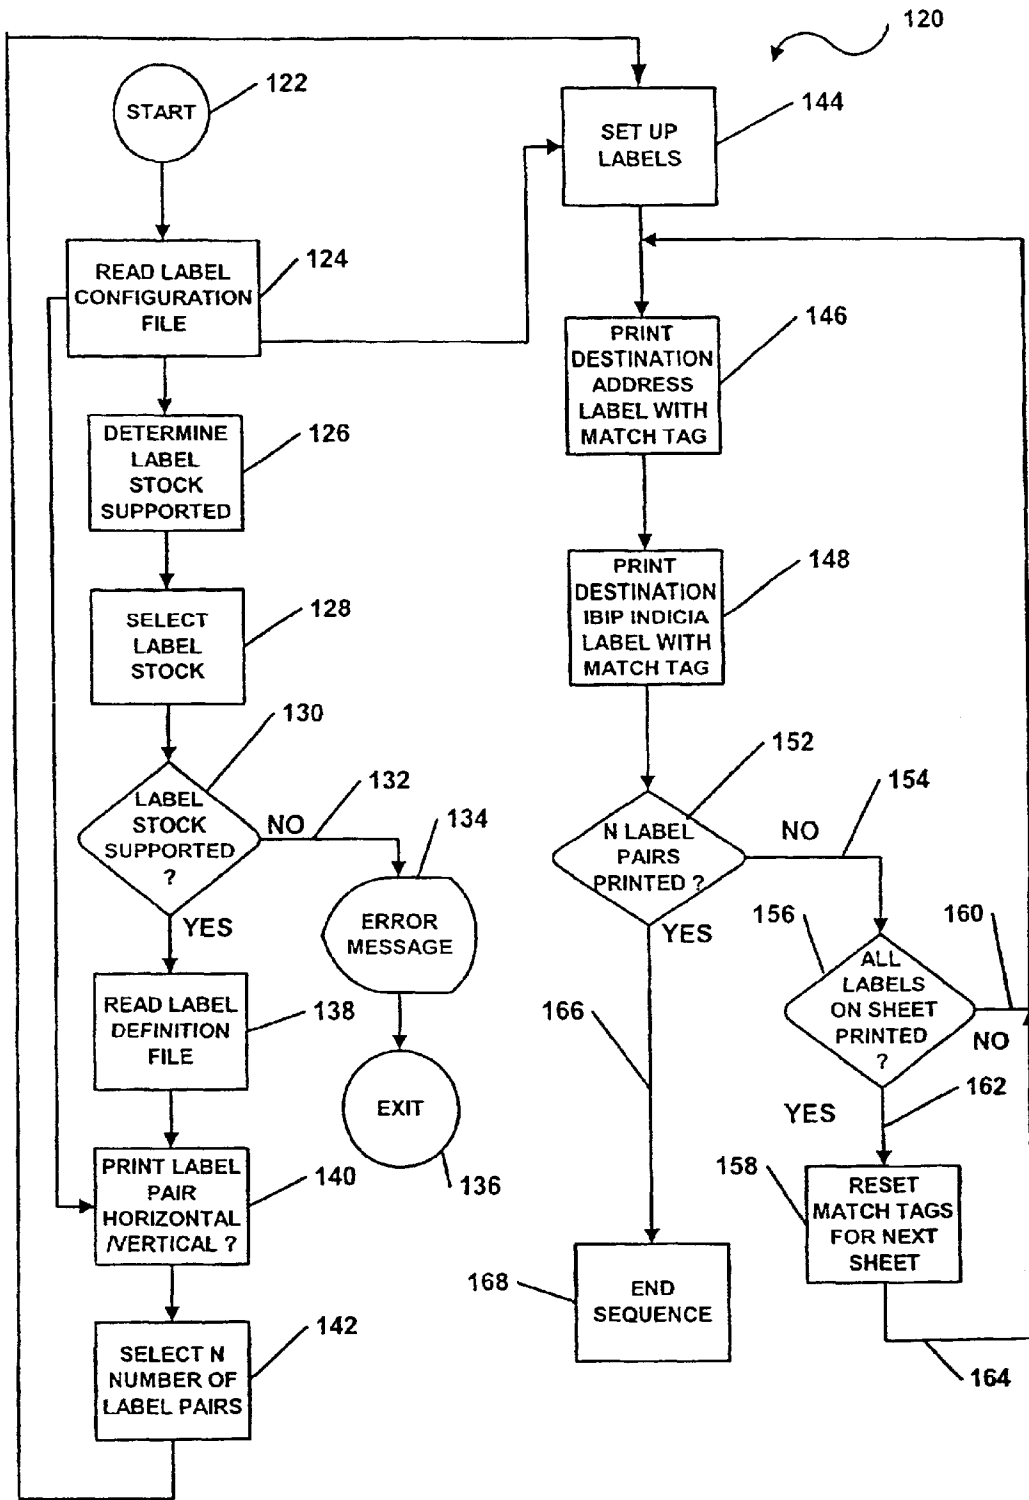 120
START
122
SET UP
LABELS
144
READ LABEL
CONFIGURATION
FILE
124
DETERMINE
LABEL
STOCK
SUPPORTED
126
SELECT
LABEL
STOCK
128
LABEL
STOCK
SUPPORTED
?
130
NO
132
YES
ERROR
MESSAGE
134
EXIT
136
READ LABEL
DEFINITION
FILE
138
PRINT LABEL
PAIR
HORIZONTAL
/VERTICAL ?
140
SELECT N
NUMBER OF
LABEL PAIRS
142
PRINT
DESTINATION
ADDRESS
LABEL WITH
MATCH TAG
146
PRINT
DESTINATION
IBIP INDICIA
LABEL WITH
MATCH TAG
148
N LABEL
PAIRS
PRINTED ?
152
NO
154
YES
156
ALL
LABELS
ON SHEET
PRINTED
?
160
NO
YES
162
158
RESET
MATCH TAGS
FOR NEXT
SHEET
164
166
168
END
SEQUENCE